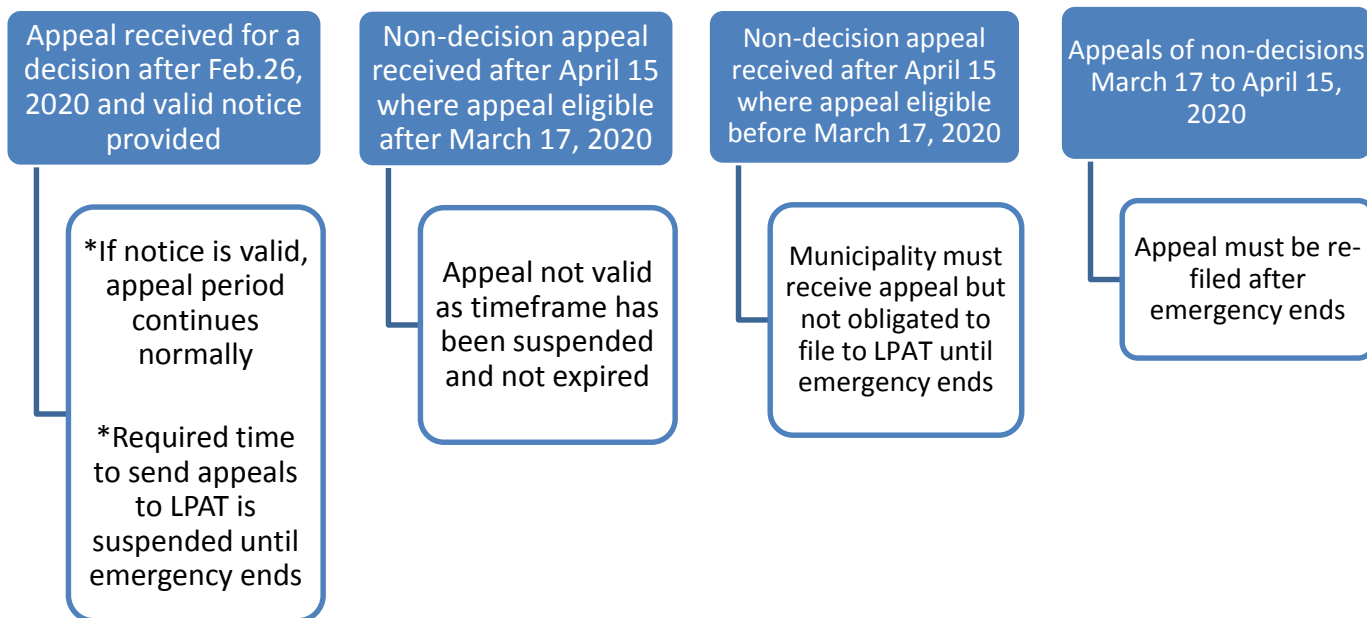 Appeal received for a
decision after Feb.26,
2020 and valid notice
provided
*If notice is valid,
appeal period
continues
normally
*Required time
to send appeals
to LPAT is
suspended until
emergency ends
Non-decision appeal
received after April 15
where appeal eligible
after March 17, 2020
Appeal not valid
as timeframe has
been suspended
and not expired
Non-decision appeal
received after April 15
where appeal eligible
before March 17, 2020
Municipality must
receive appeal but
not obligated to
file to LPAT until
emergency ends
Appeals of non-decisions
March 17 to April 15,
2020
Appeal must be re-
filed after
emergency ends